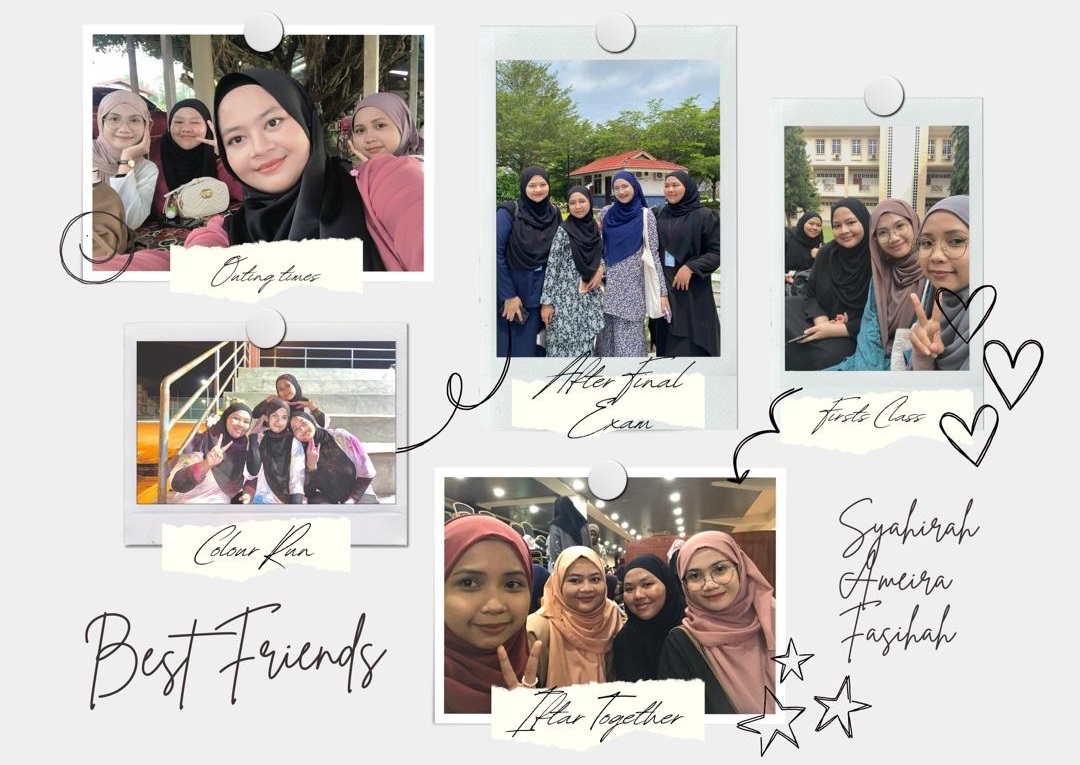 Outing times
After Final
Exam
Firsts Class
Colour Run
Iftar Together
Best Friends
Syahirah
Ameira
Fasihah